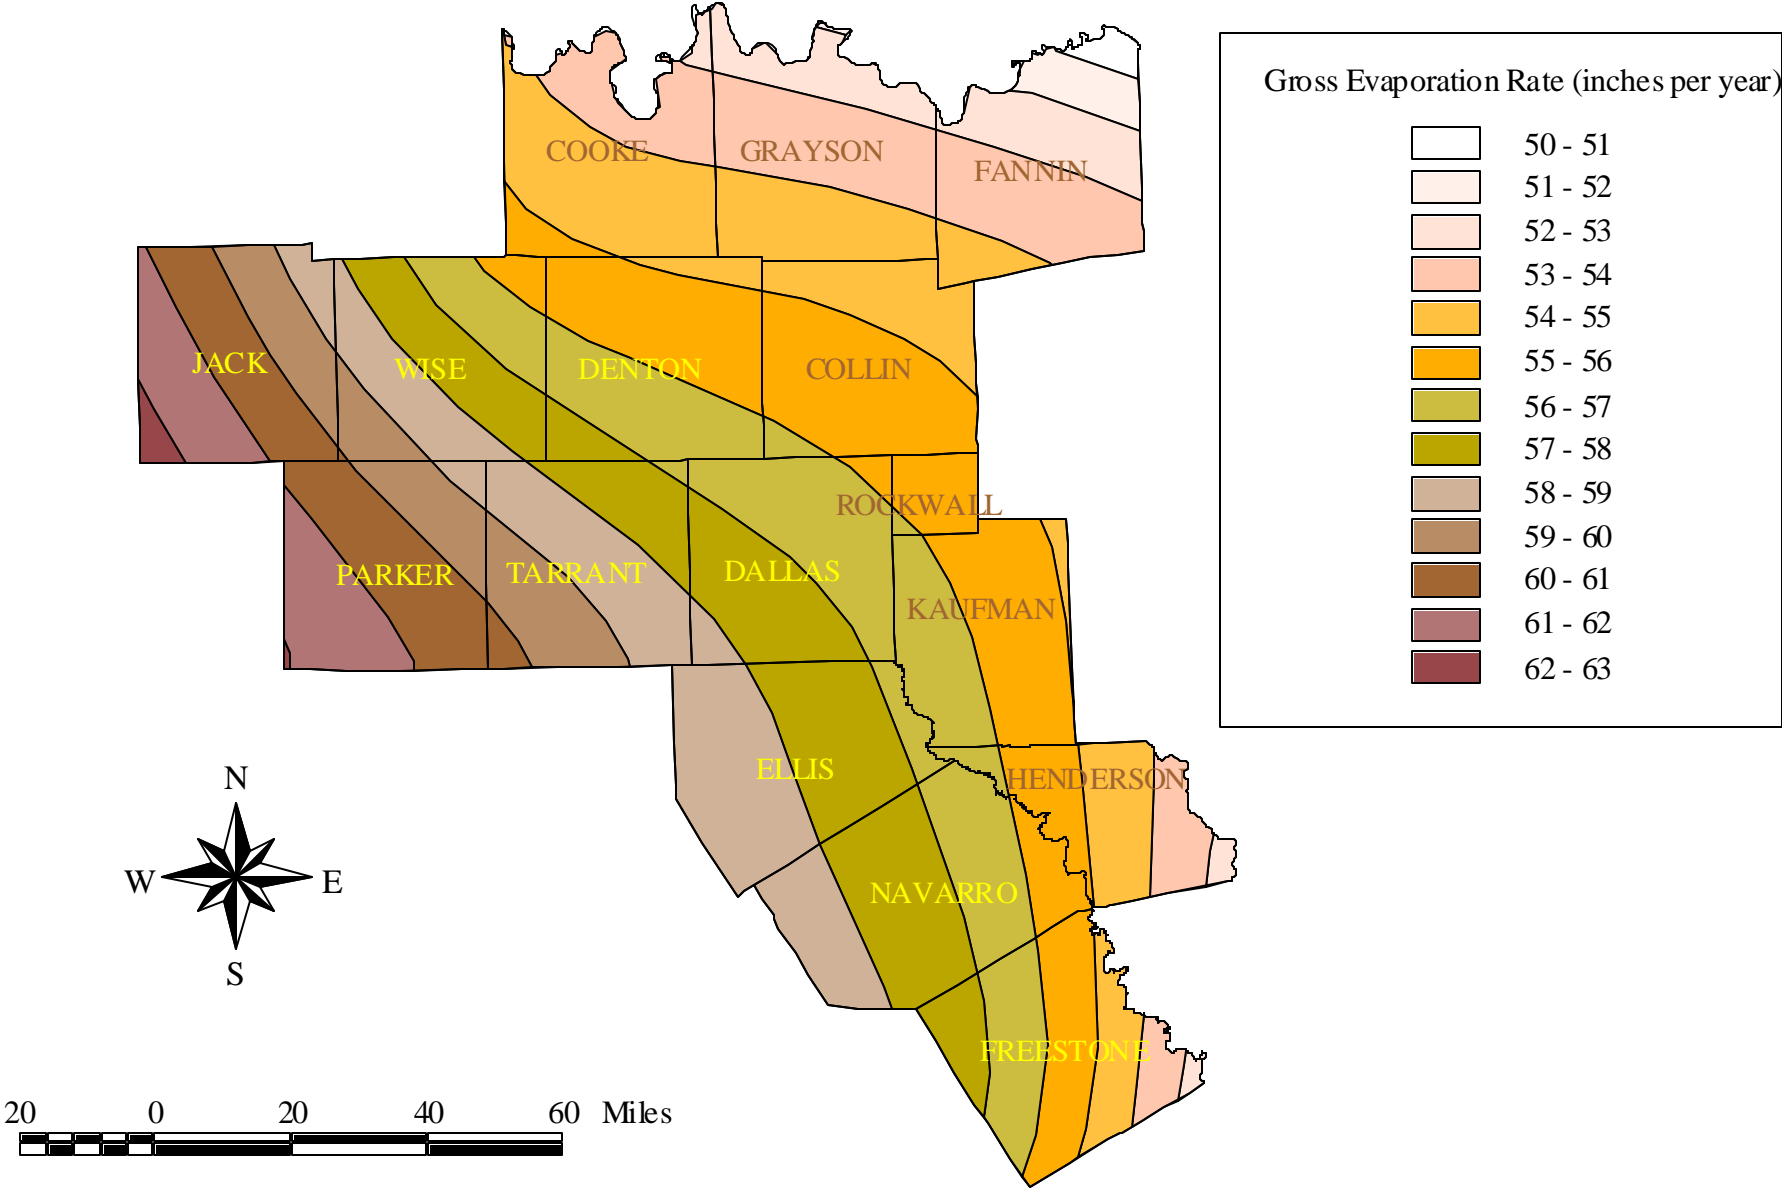 Gross Evaporation Rate (inches per year)
50 - 51
51 - 52
52 - 53
53 - 54
54 - 55
55 - 56
56 - 57
57 - 58
58 - 59
59 - 60
60 - 61
61 - 62
62 - 63
COOKE
GRAYSON
FANNIN
JACK
WISE
DENTON
COLLIN
ROCKWALL
PARKER
TARRANT
DALLAS
KAUFMAN
ELLIS
HENDERSON
NAVARRO
FREESTONE
N
W
E
S
20 0 20 40 60 Miles